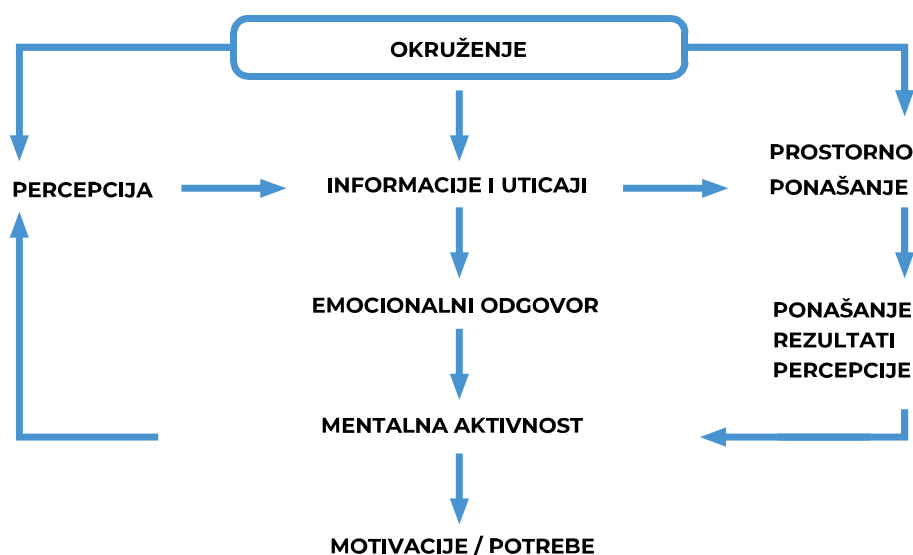 OKRUŽENJE
PERCEPCIJA
INFORMACIJE I UTICAJI
PROSTORNO
PONAŠANJE
EMOCIONALNI ODGOVOR
PONAŠANJE
REZULTATI
PERCEPCIJE
MENTALNA AKTIVNOST
MOTIVACIJE / POTREBE